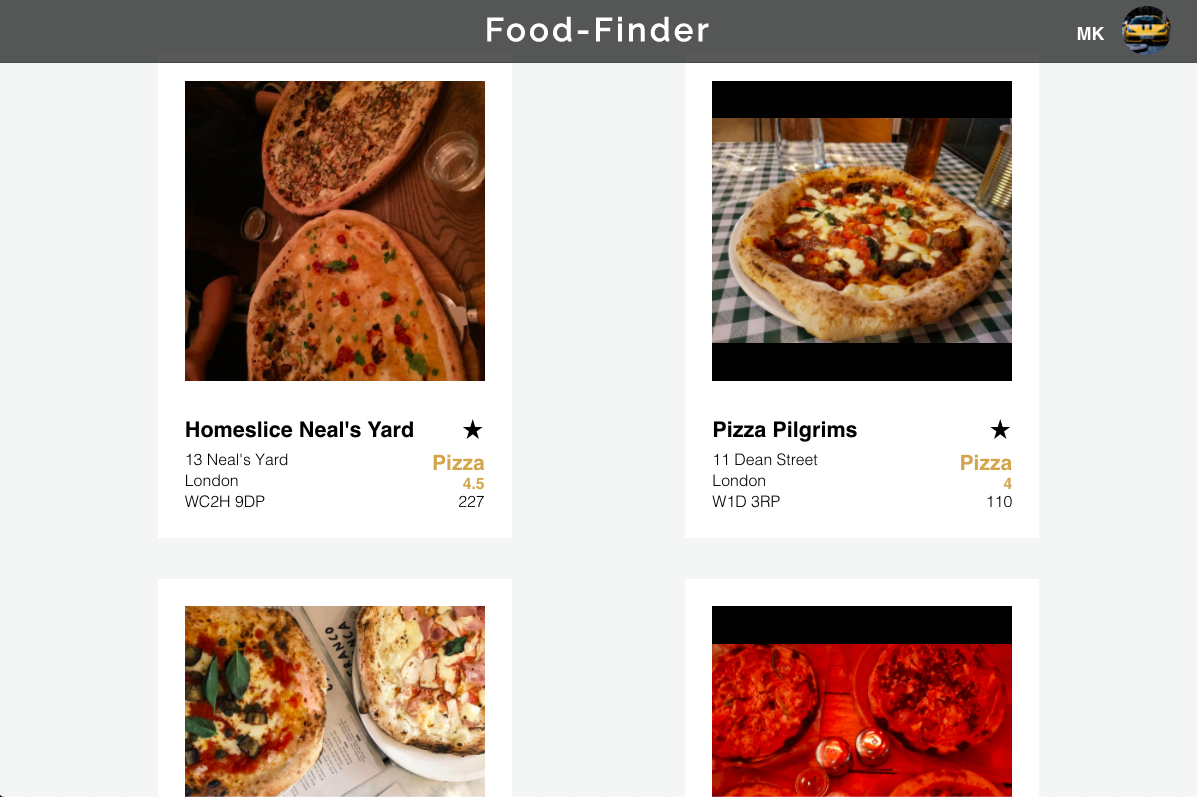 Food-Finder
MK
Homeslice Neal's Yard ★
13 Neal's Yard
Pizza
London
4.5
WC2H 9DP
227
Pizza Pilgrims ★
11 Dean Street
Pizza
London
4
W1D 3RP
110
FRANCO